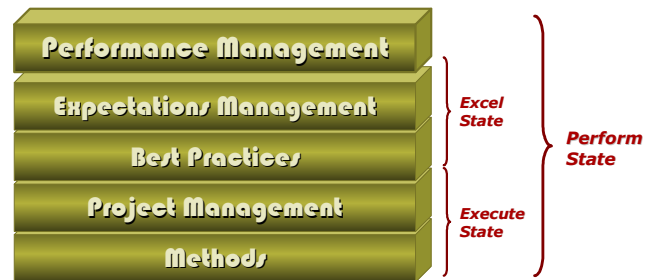 Performance Management
Expectations Management
Best Practices
Project Management
Methods
Excel
State
Execute
State
Perform
State